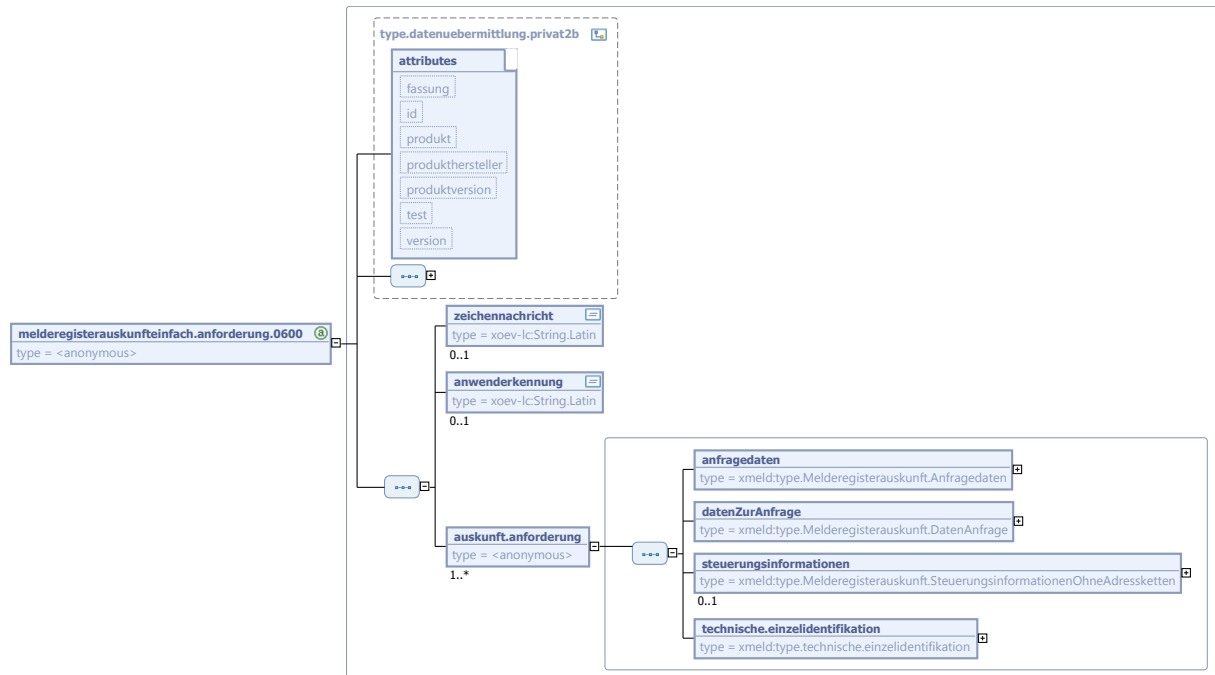 type.datenuebermittlung.privat2b
attributes
fassung
id
produkt
produkthersteller
produktversion
test
version
melderegisterauskunfteinfach.anforderung.0600
type = <anonymous>
zeichennachricht
type = xoev-lc:String.Latin
0..1
anwenderkennung
type = xoev-lc:String.Latin
0..1
auskunft.anforderung
type = <anonymous>
1..*
anfragedaten
type = xmeld:type.Melderegisterauskunft.Anfragedaten
datenZurAnfrage
type = xmeld:type.Melderegisterauskunft.DatenAnfrage
steuerungsinformationen
type = xmeld:type.Melderegisterauskunft.SteuerungsinformationenOhneAdressketten
0..1
technische.einzelidentifikation
type = xmeld:type.technische.einzelidentifikation